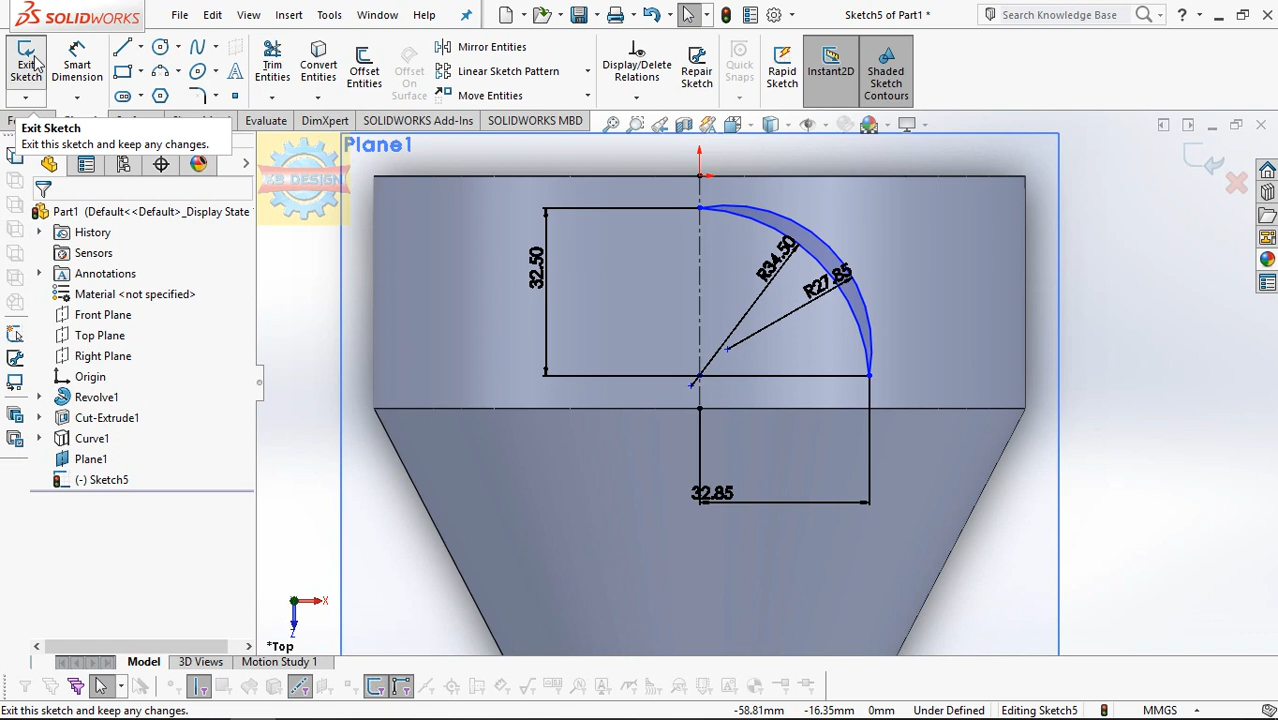 SOLIDWORKS
File
Edit
View
Insert
Tools
Window
Help
Sketch5 of Part1 *
Search Knowledge Base
Exit Sketch
Smart Dimension
Trim Entities
Convert Entities
Offset Entities
Offset On Surface
Mirror Entities
Linear Sketch Pattern
Move Entities
Display/Delete Relations
Repair Sketch
Quick Snaps
Rapid Sketch
Instant2D
Shaded Sketch Contours
Evaluate
DimXpert
SOLIDWORKS Add-Ins
SOLIDWORKS MBD
Exit Sketch
Exit this sketch and keep any changes.
KS DESIGN
Plane1
Part1 (Default<<Default>_Display State
History
Sensors
Annotations
Material <not specified>
Front Plane
Top Plane
Right Plane
Origin
Revolve1
Cut-Extrude1
Curve1
Plane1
(-) Sketch5
32.50
R34.50
R27.85
32.85
X
Z
*Top
Model
3D Views
Motion Study 1
Exit this sketch and keep any changes.
-58.81mm
-16.35mm
0mm
Under Defined
Editing Sketch5
MMGS